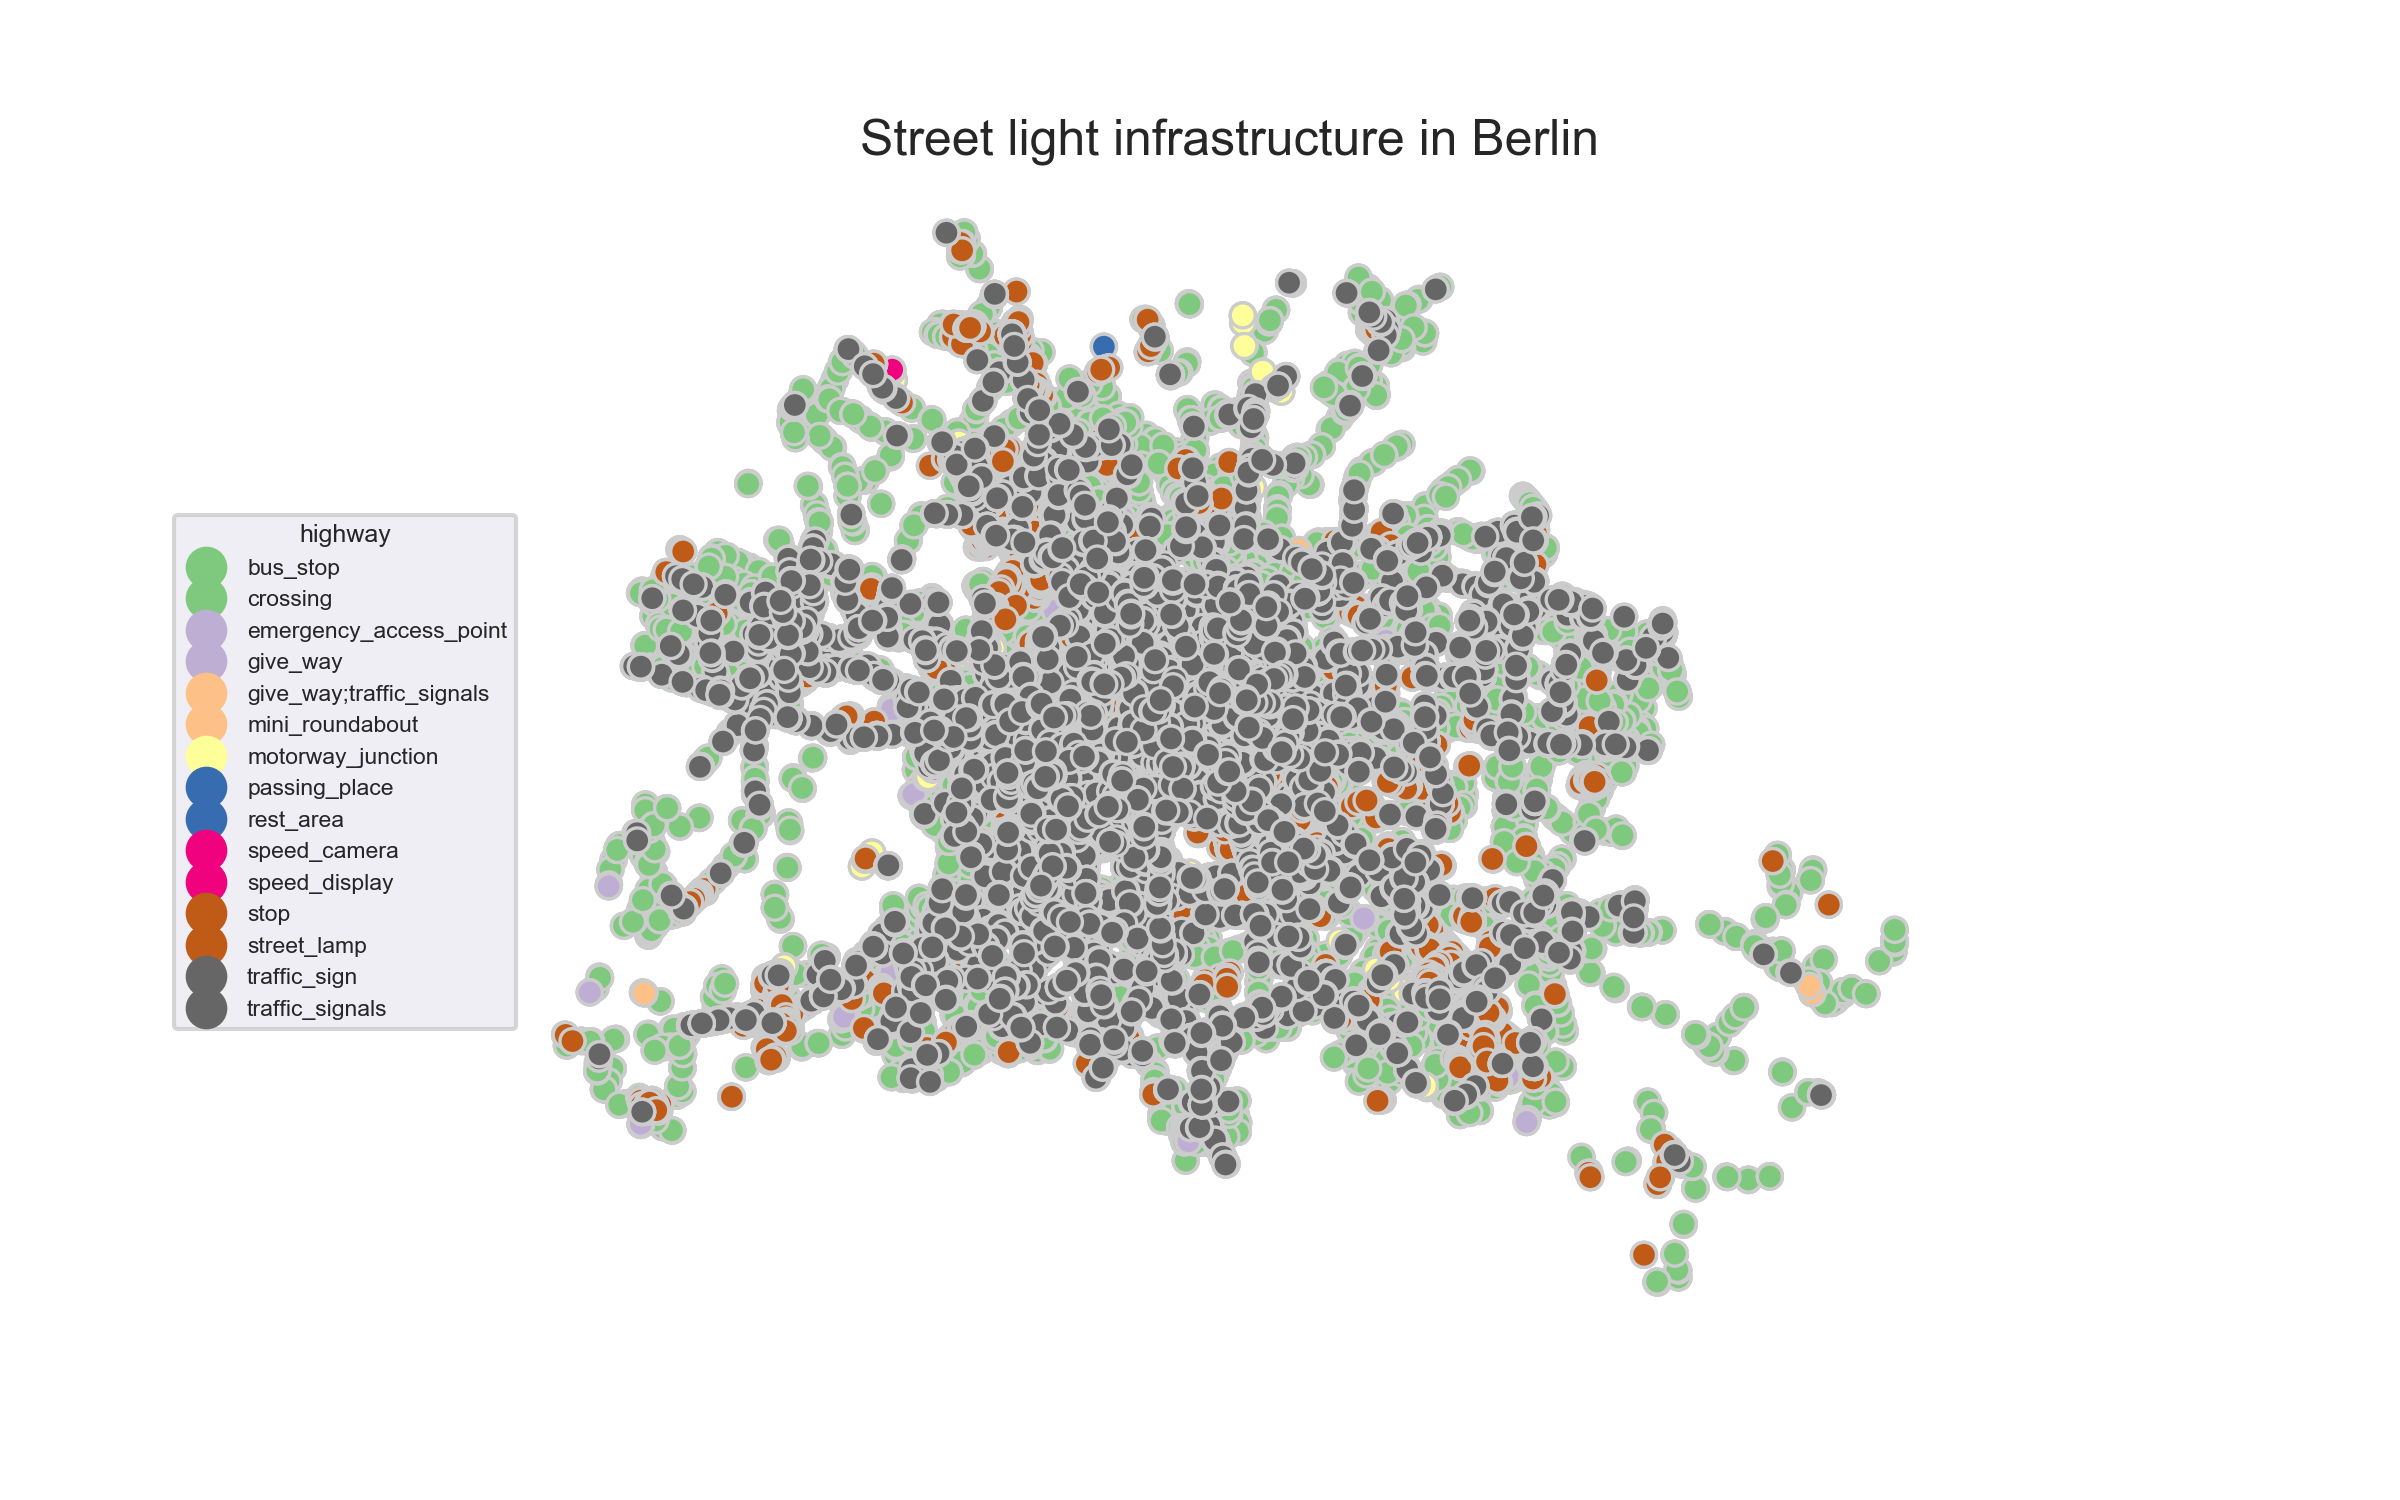 Street light infrastructure in Berlin
highway
bus_stop
crossing
emergency_access_point
give_way
give_way;traffic_signals
mini_roundabout
motorway_junction
passing_place
rest_area
speed_camera
speed_display
stop
street_lamp
traffic_sign
traffic_signals